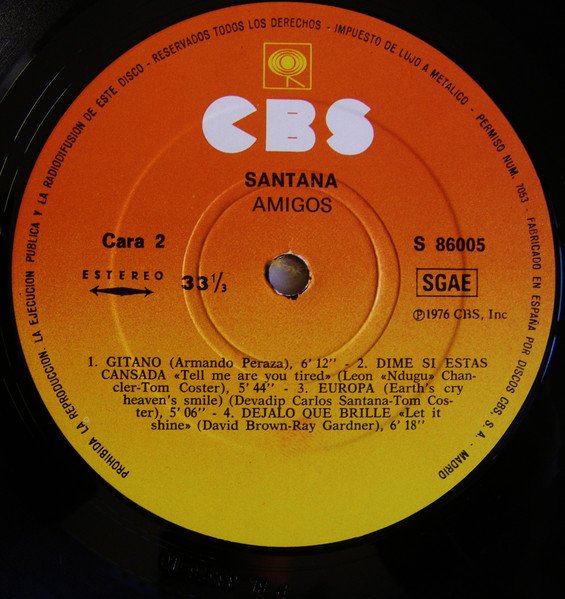 PROHIBIDA LA REPRODUCCION. LA EJECUCION PUBLICA Y LA RADIODIFUSION DE ESTE DISCO - RESERVADOS TODOS LOS DERECHOS - IMPUESTO DE LUJO A METALICO - PERMISO NUM. 7053 - FABRICADO EN ESPAÑA POR DISCOS CBS. S. A. - MADRID
CBS
SANTANA
AMIGOS
Cara 2
S 86005
ESTEREO
33 1/3
SGAE
Ⓟ1976 CBS, Inc
1. GITANO (Armando Peraza), 6' 12'' - 2. DIME SI ESTAS
CANSADA «Tell me are you tired» (Leon «Ndugu» Chan-
cler-Tom Coster), 5' 44'' - 3. EUROPA (Earth's cry
heaven's smile) (Devadip Carlos Santana-Tom Cos-
ter), 5' 06'' - 4. DEJALO QUE BRILLE «Let it
shine» (David Brown-Ray Gardner), 6' 18''